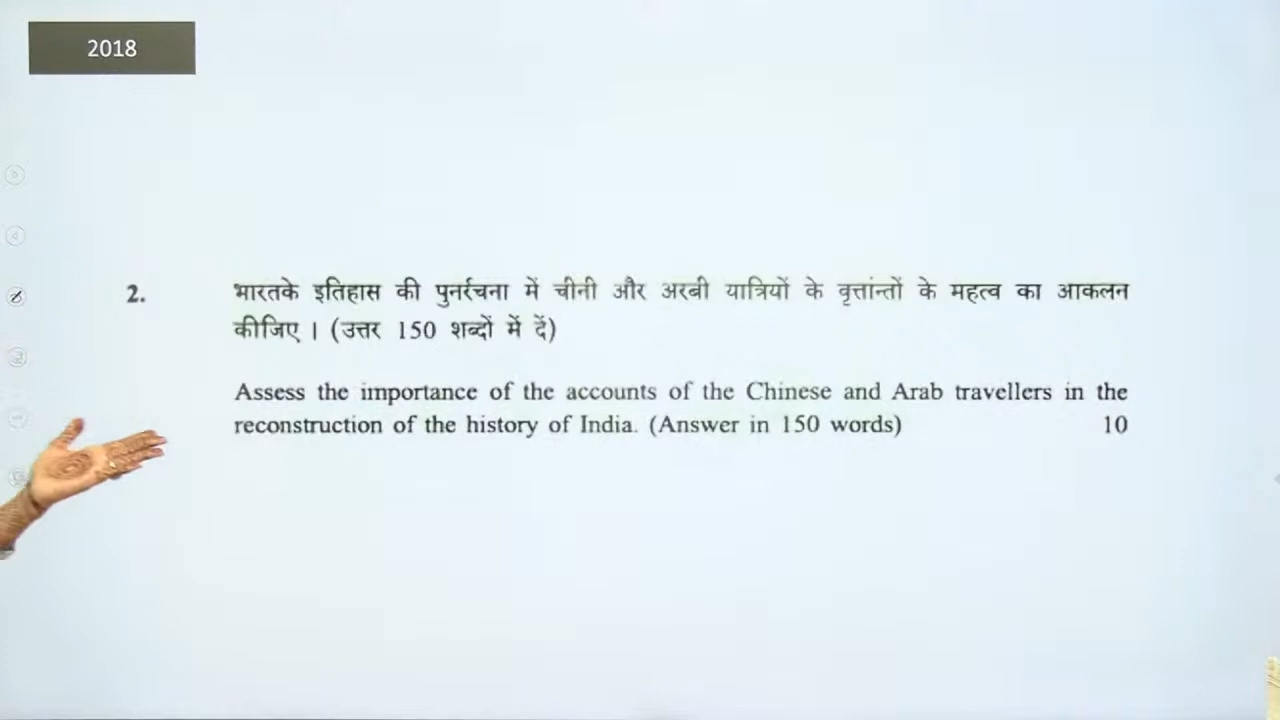 2018
2. भारतके इतिहास की पुनर्रचना में चीनी और अरबी यात्रियों के वृत्तांन्तों के महत्व का आकलन
कीजिए । (उत्तर 150 शब्दों में दें)
Assess the importance of the accounts of the Chinese and Arab travellers in the
reconstruction of the history of India. (Answer in 150 words) 10